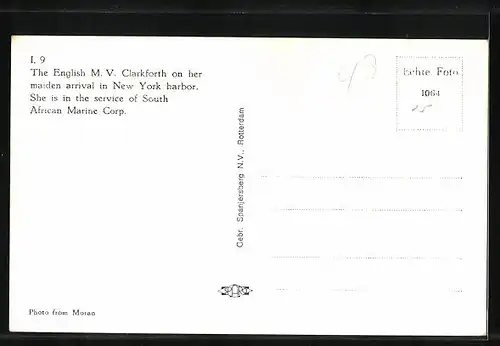 I. 9
The English M. V. Clarkforth on her
maiden arrival in New York harbor.
She is in the service of South
African Marine Corp.
Photo from Moran
Gebr. Spanjersberg N.V., Rotterdam
43
Echte Foto
1064